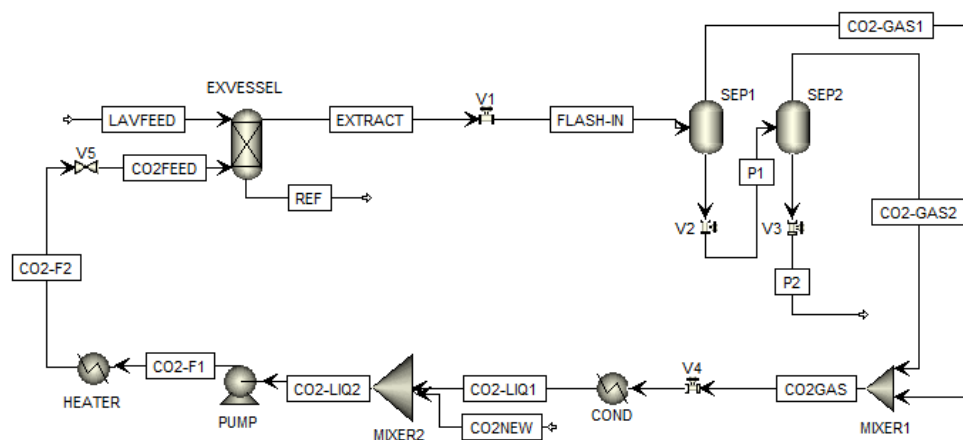 CO2-GAS1
EXVESSEL
SEP1
SEP2
V1
LAVFEED
EXTRACT
FLASH-IN
V5
CO2FEED
P1
REF
V2
V3
CO2-GAS2
CO2-F2
P2
CO2-F1
CO2-LIQ2
CO2-LIQ1
V4
CO2GAS
HEATER
PUMP
MIXER2
CO2NEW
COND
MIXER1